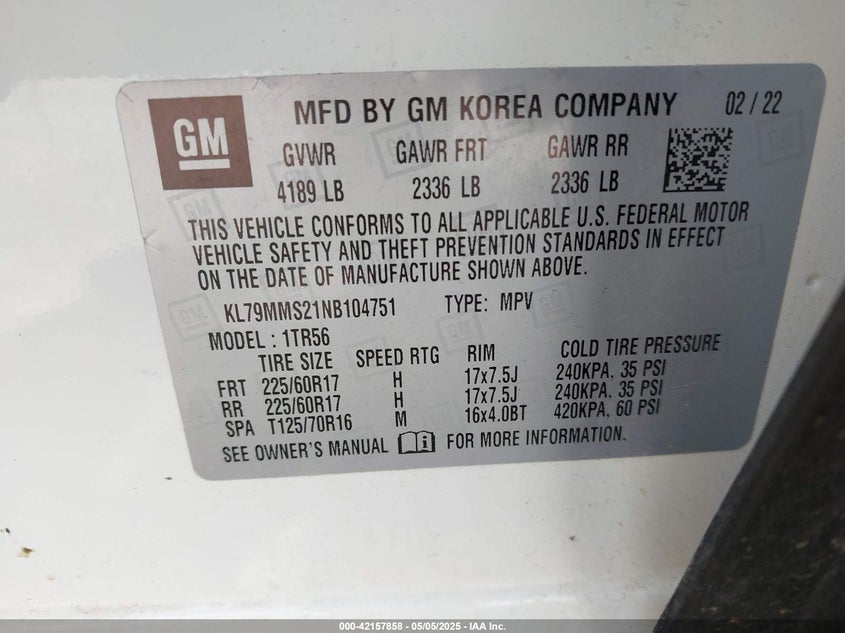 GM
MFD BY GM KOREA COMPANY 02 / 22
GVWR GAWR FRT GAWR RR
4189 LB 2336 LB 2336 LB
THIS VEHICLE CONFORMS TO ALL APPLICABLE U.S. FEDERAL MOTOR
VEHICLE SAFETY AND THEFT PREVENTION STANDARDS IN EFFECT
ON THE DATE OF MANUFACTURE SHOWN ABOVE.
KL79MMS21NB104751 TYPE: MPV
MODEL : 1TR56
TIRE SIZE SPEED RTG RIM COLD TIRE PRESSURE
FRT 225/60R17 H 17x7.5J 240KPA, 35 PSI
RR 225/60R17 H 17x7.5J 240KPA, 35 PSI
SPA T125/70R16 M 16x4.0BT 420KPA, 60 PSI
SEE OWNER'S MANUAL FOR MORE INFORMATION.
000-42157858 - 05/05/2025 - IAA Inc.